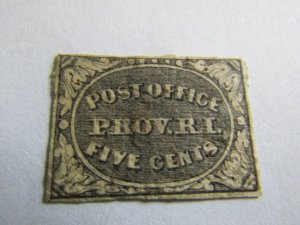 POST OFFICE
PROV. R.I.
FIVE CENTS